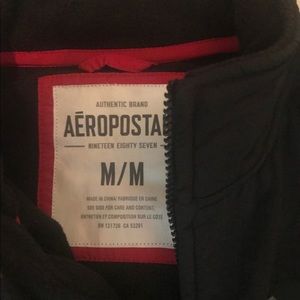 AUTHENTIC BRAND
AÉROPOSTA
NINETEEN EIGHTY SEVEN
M/M
MADE IN CHINA/ FABRIQUÉ EN CHINE
SEE SIDE FOR CARE AND CONTENT.
ENTRETIEN ET COMPOSITION SUR LE CÔTÉ
RN 121726 CA 53291